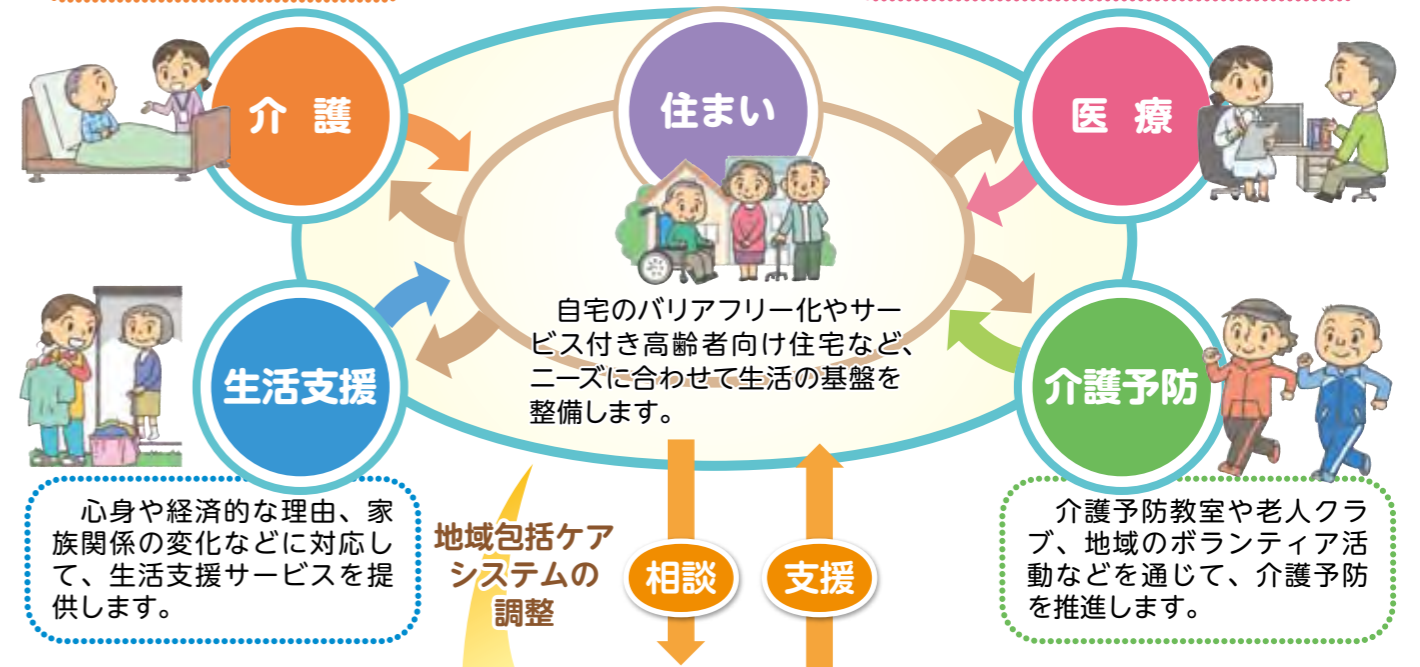 介護
住まい
医療
自宅のバリアフリー化やサー
ビス付き高齢者向け住宅など、
ニーズに合わせて生活の基盤を
整備します。
生活支援
介護予防
心身や経済的な理由、家
族関係の変化などに対応し
て、生活支援サービスを提
供します。
地域包括ケア
システムの
調整
相談
支援
介護予防教室や老人クラ
ブ、地域のボランティア活
動などを通じて、介護予防
を推進します。